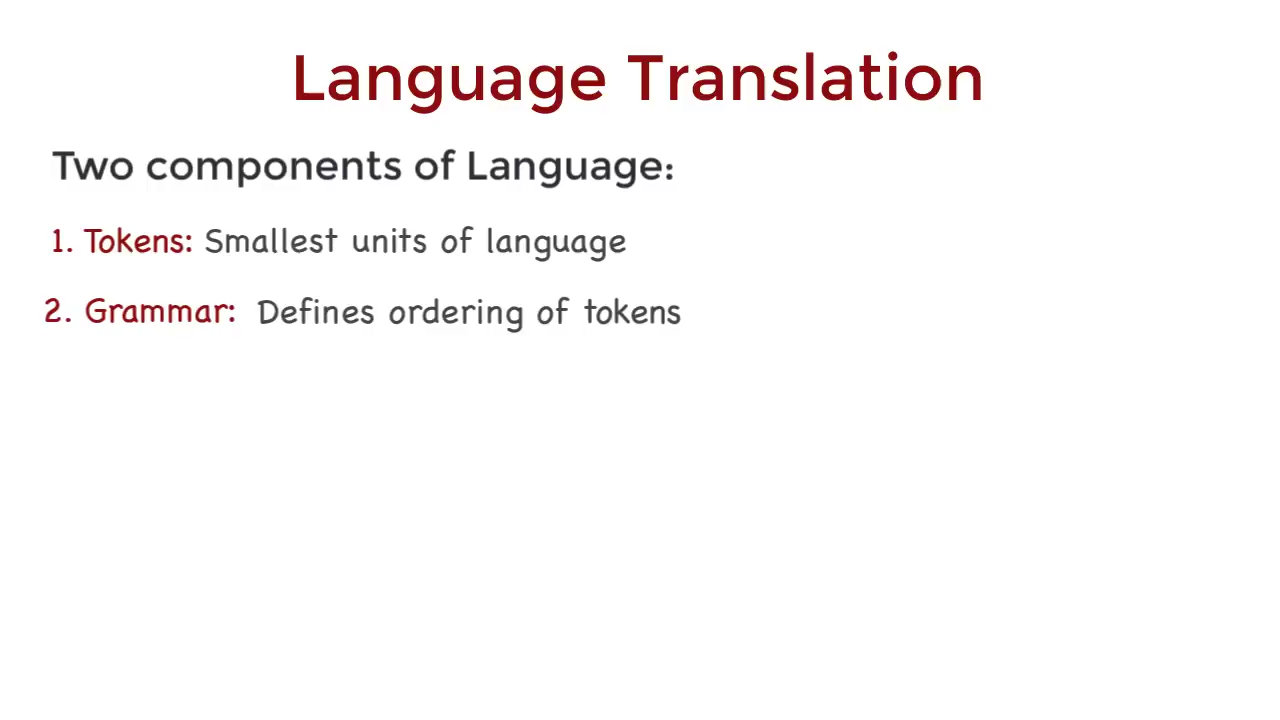 Language Translation
Two components of Language:
1. Tokens: Smallest units of language
2. Grammar: Defines ordering of tokens